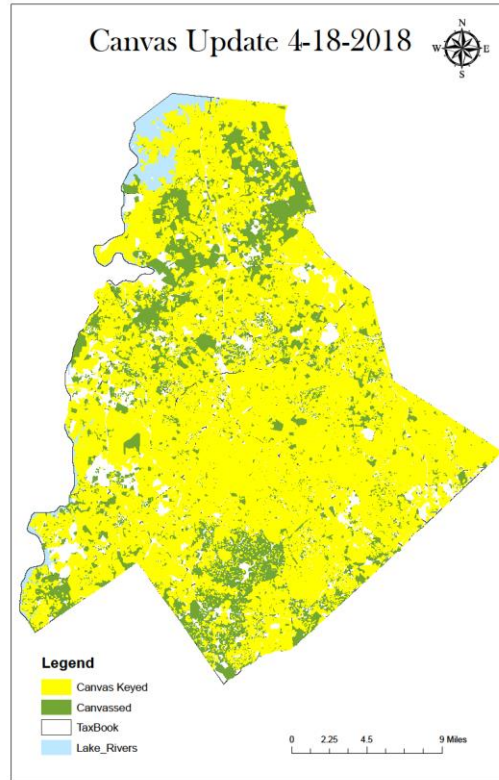 Canvas Update 4-18-2018
N
W E
S
Legend
Canvas Keyed
Canvassed
TaxBook
Lake_Rivers
0 2.25 4.5 9 Miles